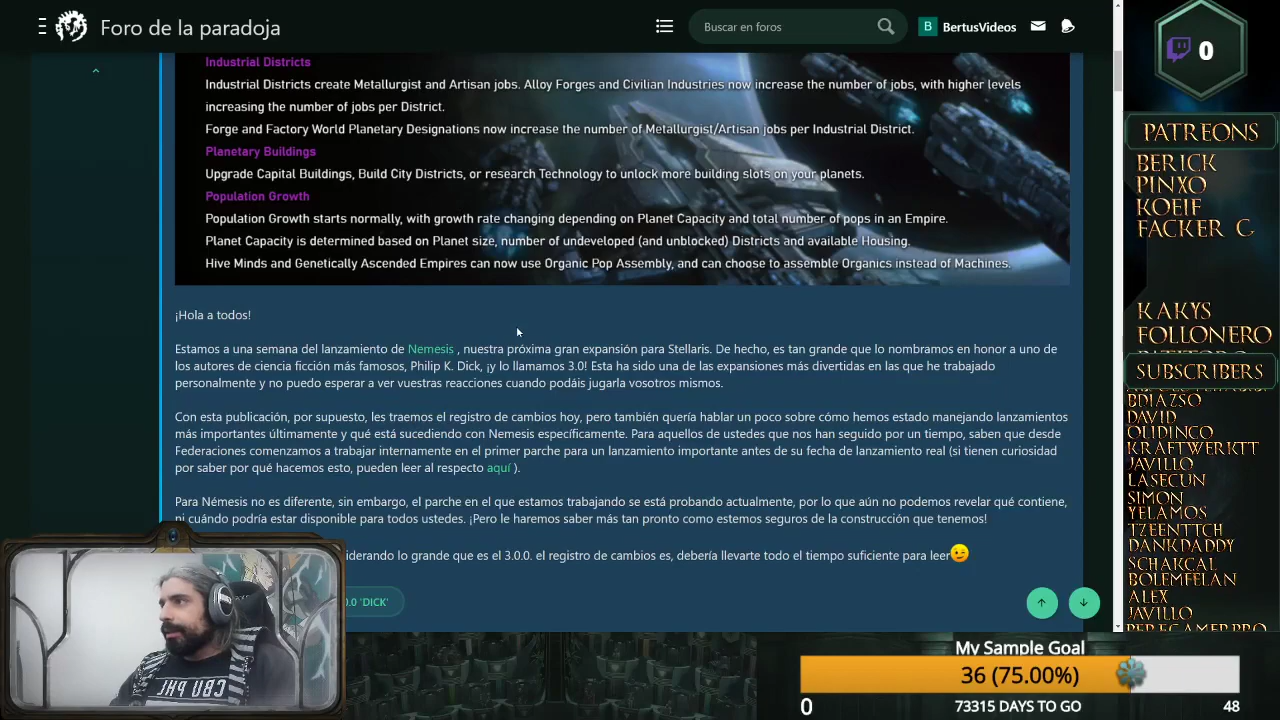 Foro de la paradoja
Buscar en foros
B BertusVideos
0
Industrial Districts
Industrial Districts create Metallurgist and Artisan jobs. Alloy Forges and Civilian Industries now increase the number of jobs, with higher levels
increasing the number of jobs per District.
Forge and Factory World Planetary Designations now increase the number of Metallurgist/Artisan jobs per Industrial District.
Planetary Buildings
Upgrade Capital Buildings, Build City Districts, or research Technology to unlock more building slots on your planets.
Population Growth
Population Growth starts normally, with growth rate changing depending on Planet Capacity and total number of pops in an Empire.
Planet Capacity is determined based on Planet size, number of undeveloped (and unblocked) Districts and available Housing.
Hive Minds and Genetically Ascended Empires can now use Organic Pop Assembly, and can choose to assemble Organics instead of Machines.
¡Hola a todos!
Estamos a una semana del lanzamiento de Nemesis , nuestra próxima gran expansión para Stellaris. De hecho, es tan grande que lo nombramos en honor a uno de
los autores de ciencia ficción más famosos, Philip K. Dick, ¡y lo llamamos 3.0! Esta ha sido una de las expansiones más divertidas en las que he trabajado
personalmente y no puedo esperar a ver vuestras reacciones cuando podáis jugarla vosotros mismos.
Con esta publicación, por supuesto, les traemos el registro de cambios hoy, pero también quería hablar un poco sobre cómo hemos estado manejando lanzamientos
más importantes últimamente y qué está sucediendo con Nemesis específicamente. Para aquellos de ustedes que nos han seguido por un tiempo, saben que desde
Federaciones comenzamos a trabajar internamente en el primer parche para un lanzamiento importante antes de su fecha de lanzamiento real (si tienen curiosidad
por saber por qué hacemos esto, pueden leer al respecto aquí ).
Para Némesis no es diferente, sin embargo, el parche en el que estamos trabajando se está probando actualmente, por lo que aún no podemos revelar qué contiene,
ni cuándo podría estar disponible para todos ustedes. ¡Pero le haremos saber más tan pronto como estemos seguros de la construcción que tenemos!
lo grande que es el 3.0.0. el registro de cambios es, debería llevarte todo el tiempo suficiente para leer
'DICK'
PATREONS
BERICK
PINXO
KOEIF
FACKER G
KAKYS
FOLLONERO
SUBSCRIBERS
BDIAZSO
DAVID
OLIDINCO
KRAFTWERKTT
JAVILLO
LASECUN
SIMON
YELAMOS
TZEENTTCH
DANKDADDY
SCHAKCAL
BOLEMFELAN
ALEX
JAVILLO
My Sample Goal
36 (75.00%)
0
73315 DAYS TO GO
48